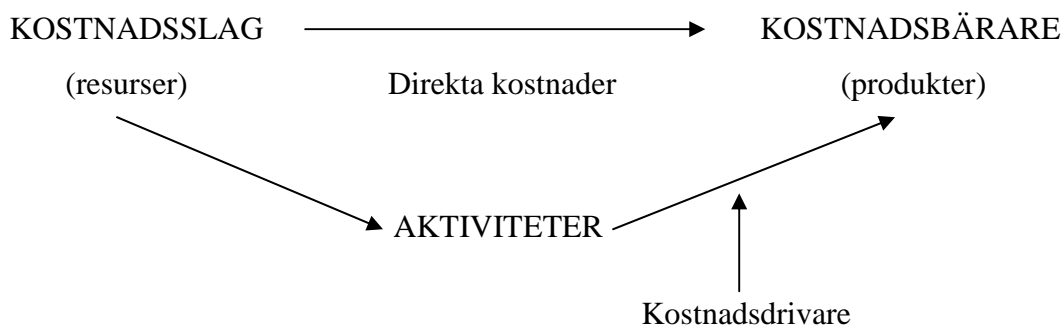 KOSTNADSSLAG KOSTNADSBÄRARE
(resurser) Direkta kostnader (produkter)
AKTIVITETER
Kostnadsdrivare